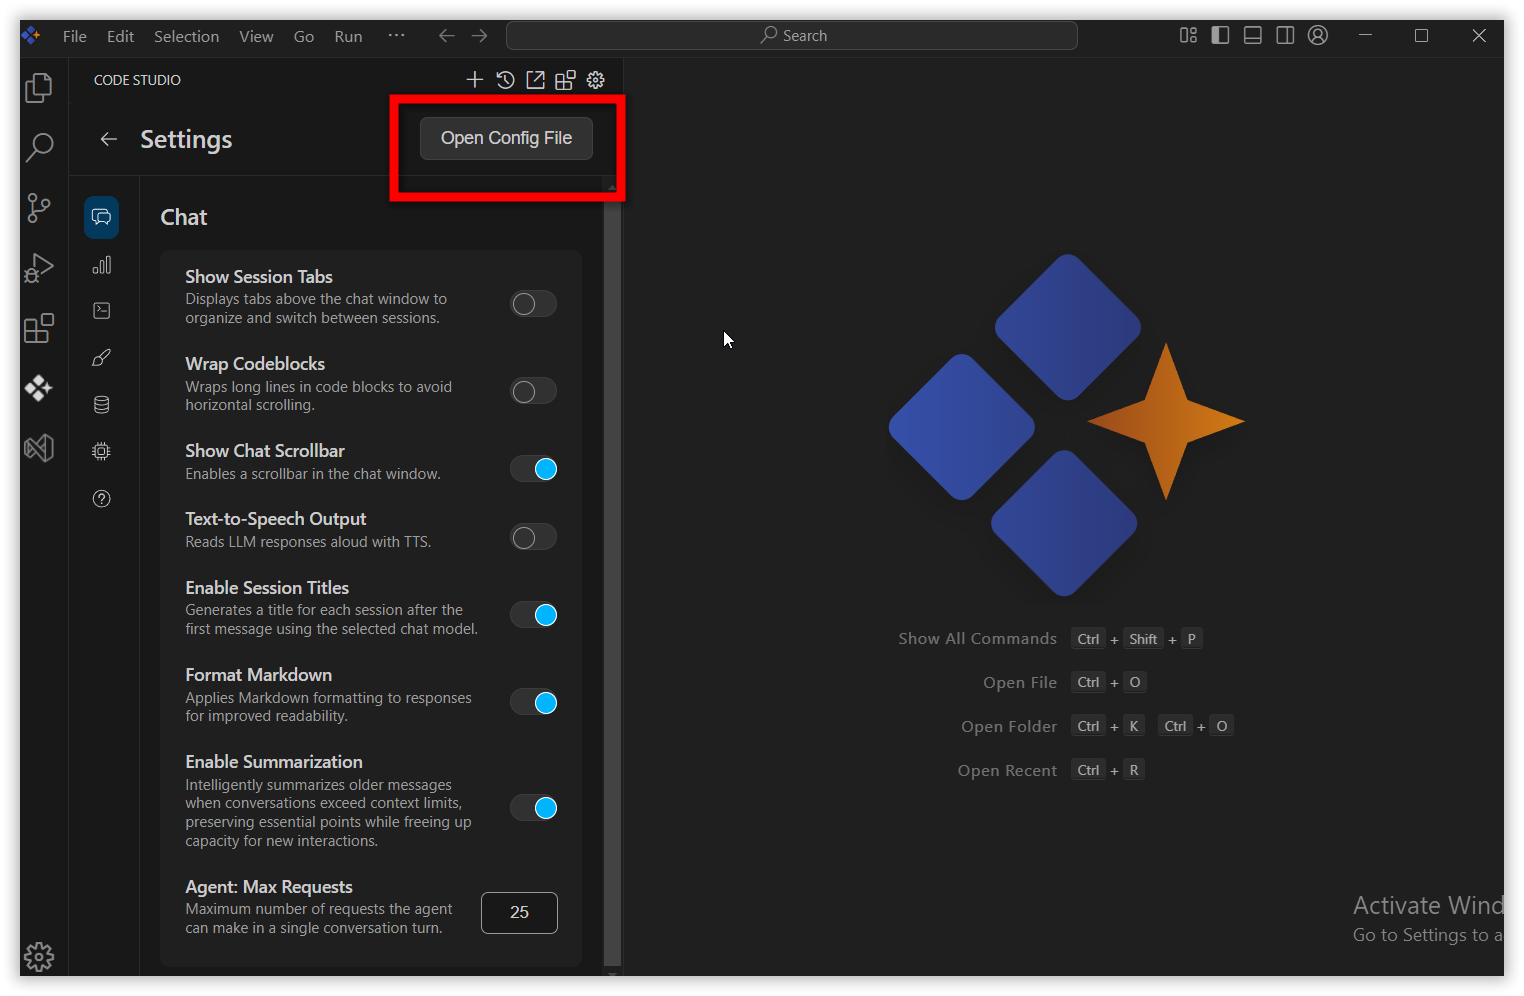 File Edit Selection View Go Run ··· Search
CODE STUDIO
Settings
Open Config File
Chat
Show Session Tabs
Displays tabs above the chat window to
organize and switch between sessions.
Wrap Codeblocks
Wraps long lines in code blocks to avoid
horizontal scrolling.
Show Chat Scrollbar
Enables a scrollbar in the chat window.
Text-to-Speech Output
Reads LLM responses aloud with TTS.
Enable Session Titles
Generates a title for each session after the
first message using the selected chat model.
Format Markdown
Applies Markdown formatting to responses
for improved readability.
Enable Summarization
Intelligently summarizes older messages
when conversations exceed context limits,
preserving essential points while freeing up
capacity for new interactions.
Agent: Max Requests
Maximum number of requests the agent
can make in a single conversation turn.
25
Show All Commands Ctrl + Shift + P
Open File Ctrl + O
Open Folder Ctrl + K Ctrl + O
Open Recent Ctrl + R
Activate Wind
Go to Settings to a